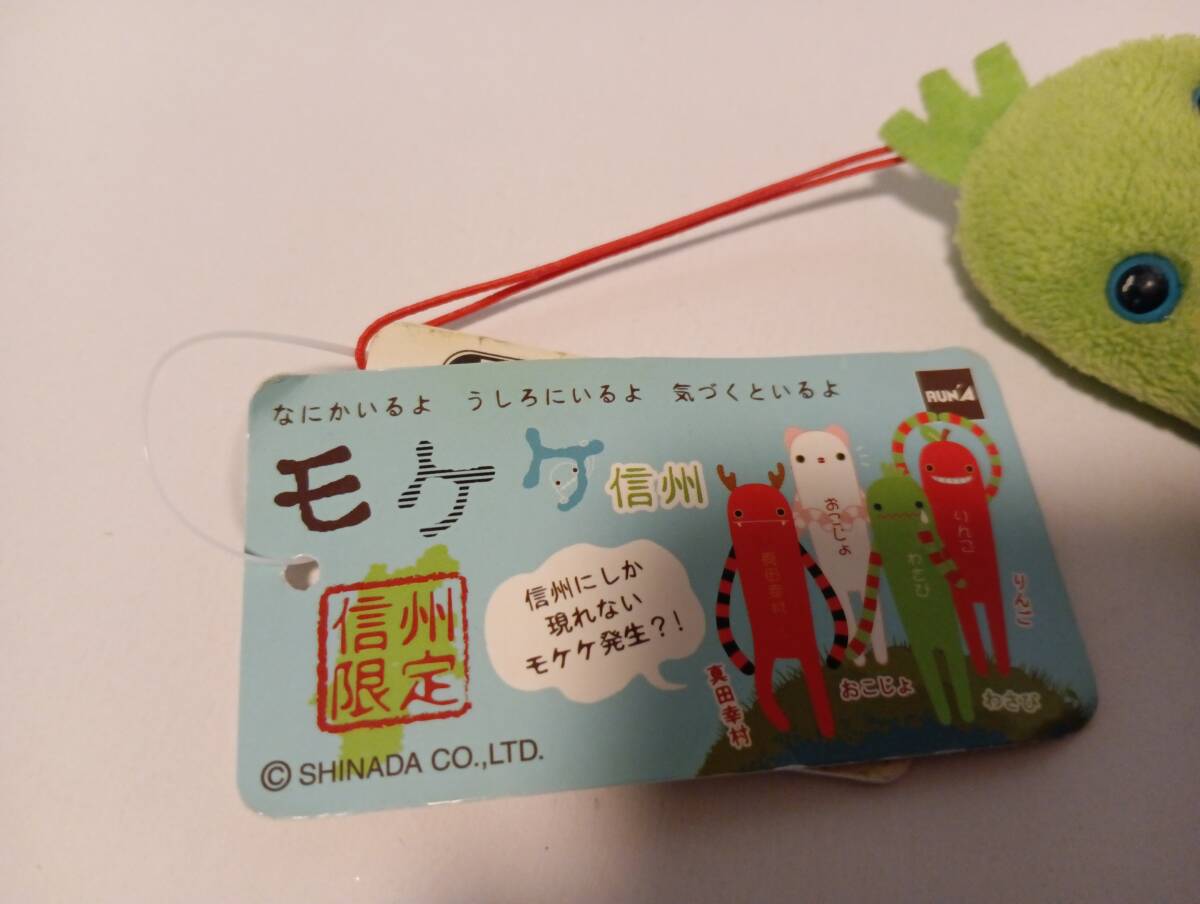 なにかいるよ　うしろにいるよ　気づくといるよ
RUN'A
モケケ信州
信州
限定
信州にしか
現れない
モケケ発生?!
真田幸村
おこじょ
わさび
りんご
真田幸村
おこじょ
わさび
りんご
© SHINADA CO.,LTD.